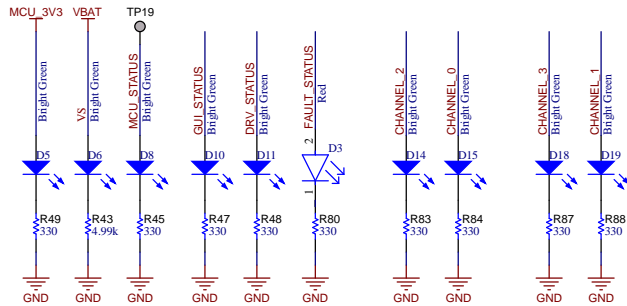 MCU_3V3
VBAT
TP19
Bright Green
VS
Bright Green
MCU_STATUS
Bright Green
GUI_STATUS
Bright Green
DRV_STATUS
Bright Green
FAULT_STATUS
Red
CHANNEL_2
Bright Green
CHANNEL_0
Bright Green
CHANNEL_3
Bright Green
CHANNEL_1
Bright Green
D5
D6
D8
D10
D11
2
D3
1
D14
D15
D18
D19
R49
330
R43
4.99k
R45
330
R47
330
R48
330
R80
330
R83
330
R84
330
R87
330
R88
330
GND
GND
GND
GND
GND
GND
GND
GND
GND
GND